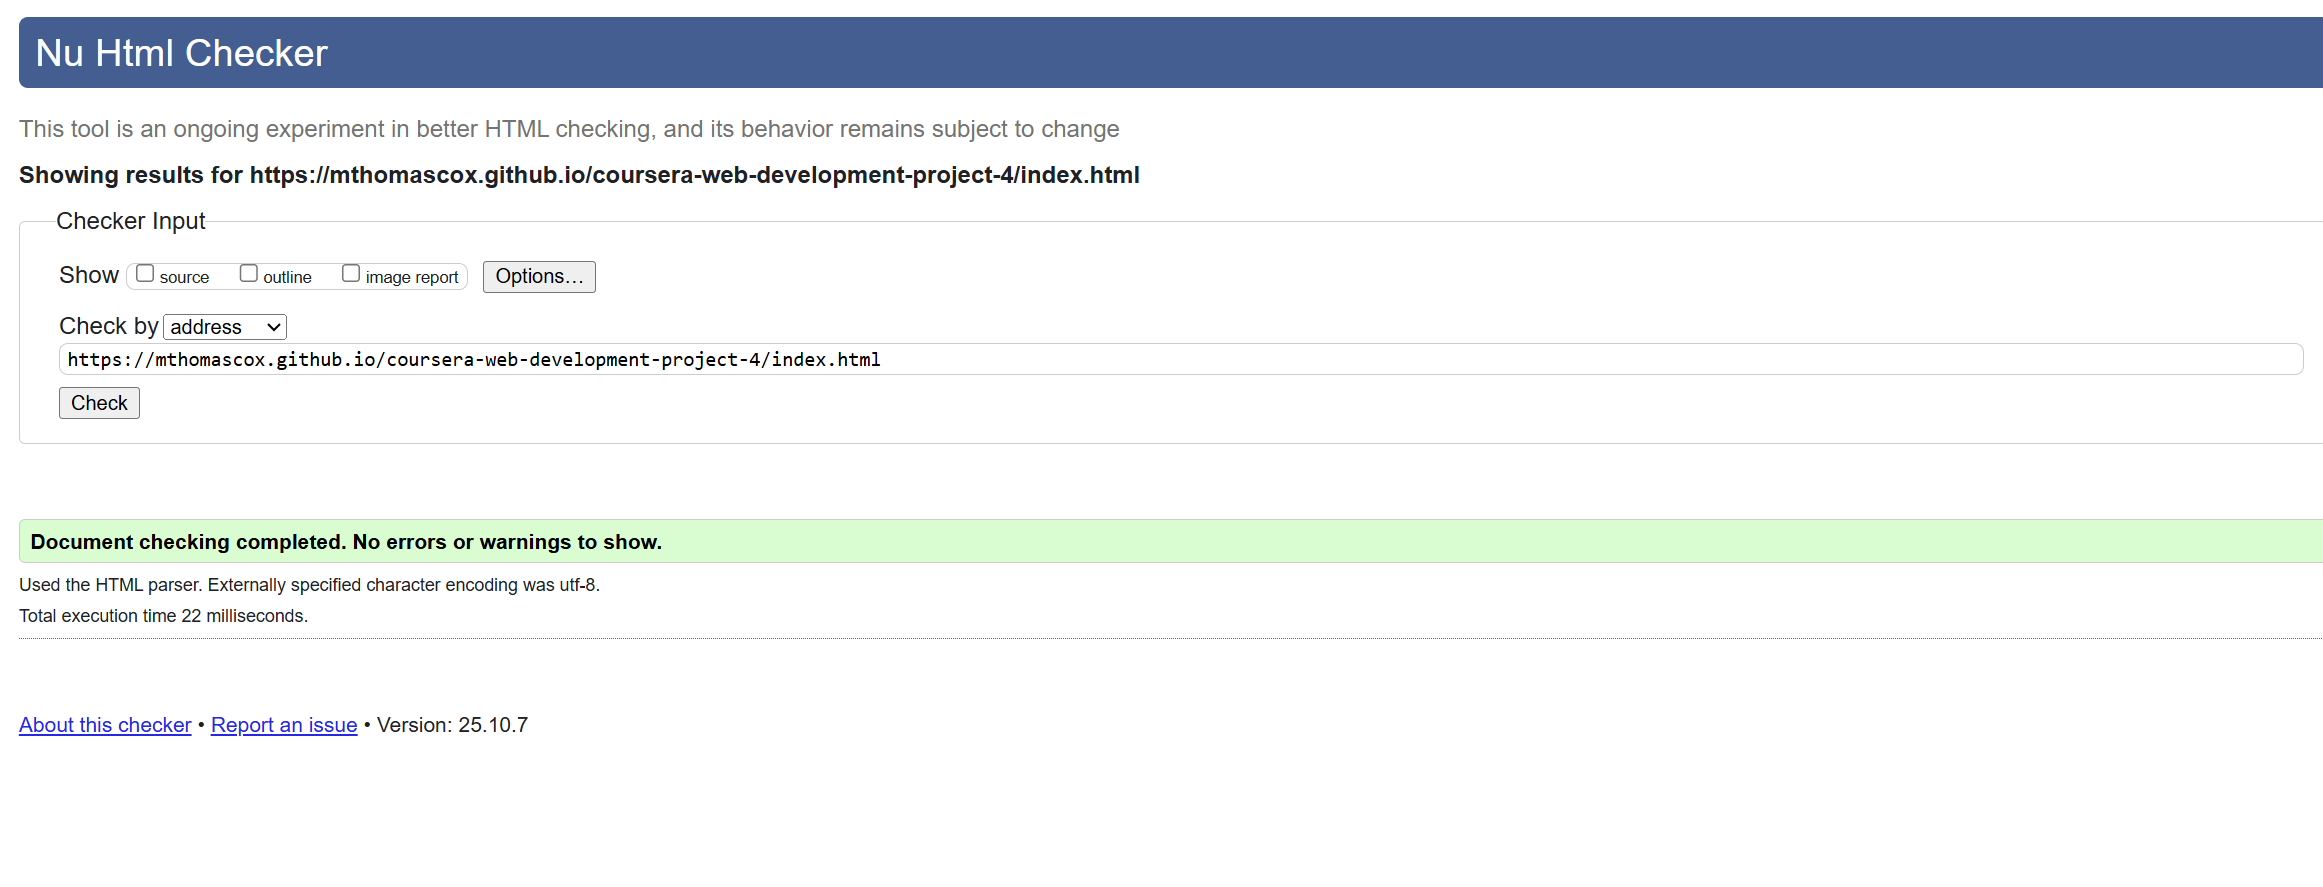 Nu Html Checker
This tool is an ongoing experiment in better HTML checking, and its behavior remains subject to change
Showing results for https://mthomascox.github.io/coursera-web-development-project-4/index.html
Checker Input
Show source outline image report Options…
Check by address
https://mthomascox.github.io/coursera-web-development-project-4/index.html
Check
Document checking completed. No errors or warnings to show.
Used the HTML parser. Externally specified character encoding was utf-8.
Total execution time 22 milliseconds.
About this checker • Report an issue • Version: 25.10.7